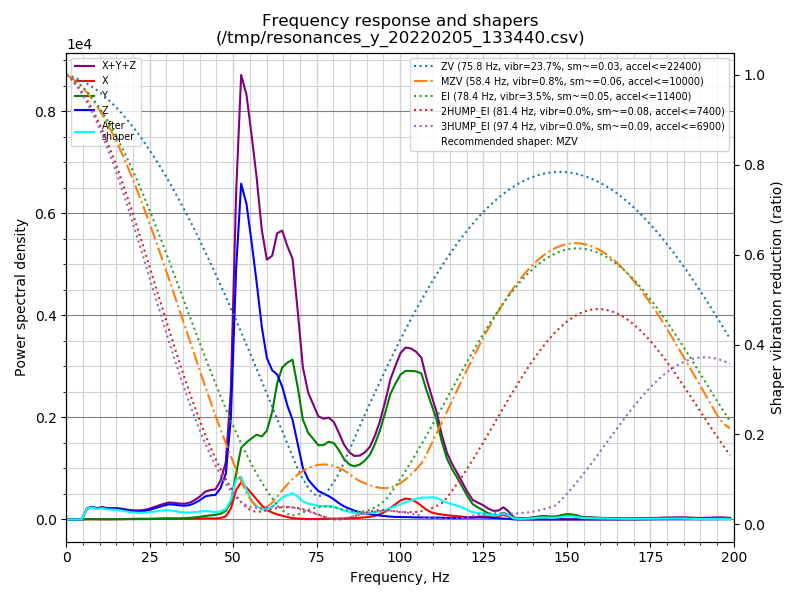 Frequency response and shapers
(/tmp/resonances_y_20220205_133440.csv)
1e4
X+Y+Z
X
Y
Z
After
shaper
ZV (75.8 Hz, vibr=23.7%, sm~=0.03, accel<=22400)
MZV (58.4 Hz, vibr=0.8%, sm~=0.06, accel<=10000)
EI (78.4 Hz, vibr=3.5%, sm~=0.05, accel<=11400)
2HUMP_EI (81.4 Hz, vibr=0.0%, sm~=0.08, accel<=7400)
3HUMP_EI (97.4 Hz, vibr=0.0%, sm~=0.09, accel<=6900)
Recommended shaper: MZV
0.8
0.6
0.4
0.2
0.0
Power spectral density
1.0
0.8
0.6
0.4
0.2
0.0
Shaper vibration reduction (ratio)
0 25 50 75 100 125 150 175 200
Frequency, Hz